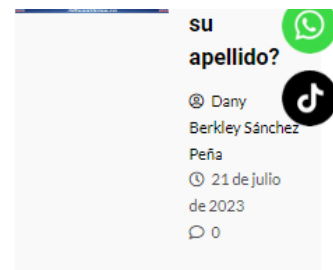 su
apellido?
Dany
Berkley Sánchez
Peña
21 de julio
de 2023
0